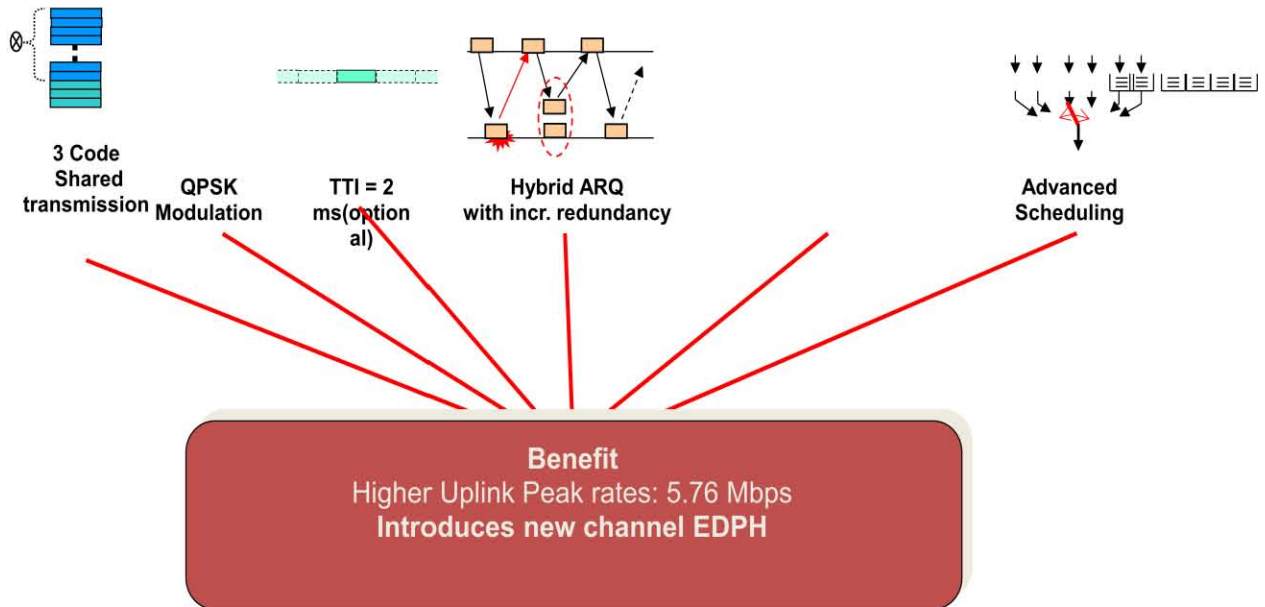 3 Code
Shared
transmission
QPSK
Modulation
TTI = 2
ms(option
al)
Hybrid ARQ
with incr. redundancy
Advanced
Scheduling
Benefit
Higher Uplink Peak rates: 5.76 Mbps
Introduces new channel EDPH